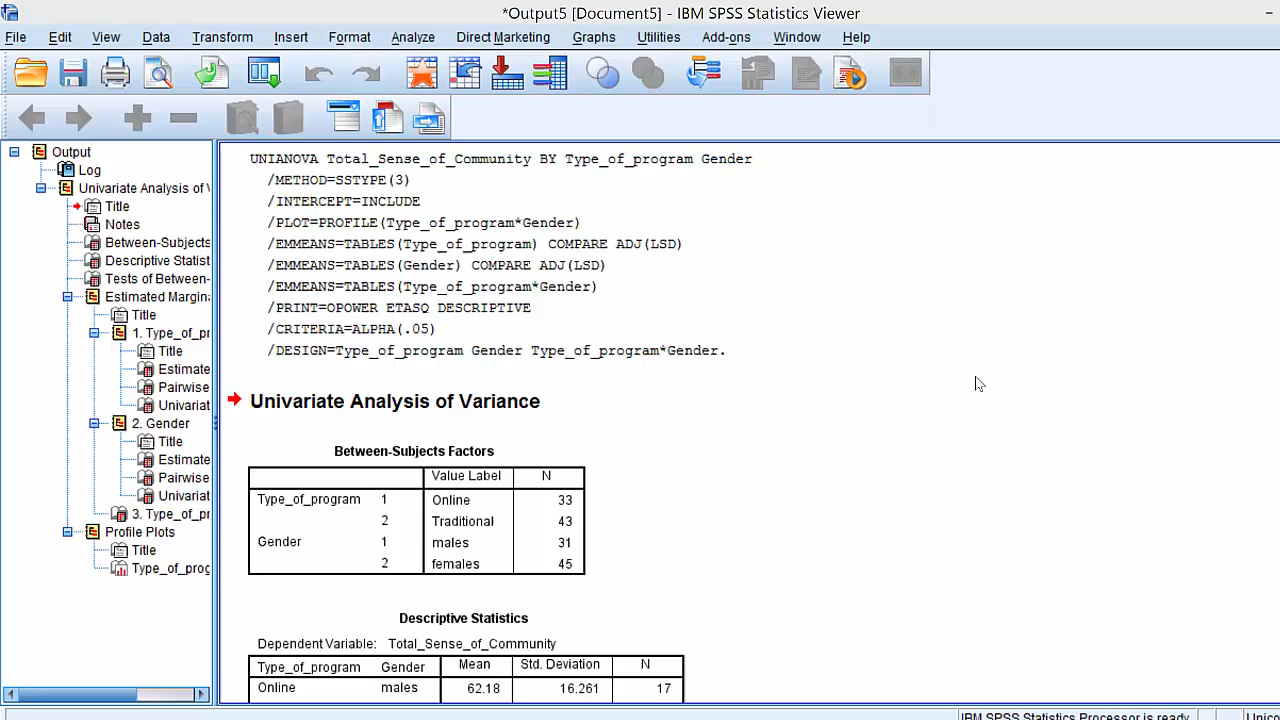 *Output5 [Document5] - IBM SPSS Statistics Viewer
File Edit View Data Transform Insert Format Analyze Direct Marketing Graphs Utilities Add-ons Window Help
Output
Log
Univariate Analysis of V
Title
Notes
Between-Subjects
Descriptive Statist
Tests of Between-
Estimated Margina
Title
1. Type_of_pr
Title
Estimate
Pairwise
Univariat
2. Gender
Title
Estimate
Pairwise
Univariat
3. Type_of_pr
Profile Plots
Title
Type_of_prog
UNIANOVA Total_Sense_of_Community BY Type_of_program Gender
/METHOD=SSTYPE(3)
/INTERCEPT=INCLUDE
/PLOT=PROFILE(Type_of_program*Gender)
/EMMEANS=TABLES(Type_of_program) COMPARE ADJ(LSD)
/EMMEANS=TABLES(Gender) COMPARE ADJ(LSD)
/EMMEANS=TABLES(Type_of_program*Gender)
/PRINT=OPOWER ETASQ DESCRIPTIVE
/CRITERIA=ALPHA(.05)
/DESIGN=Type_of_program Gender Type_of_program*Gender.
Univariate Analysis of Variance
Between-Subjects Factors
Value Label N
Type_of_program 1 Online 33
2 Traditional 43
Gender 1 males 31
2 females 45
Descriptive Statistics
Dependent Variable: Total_Sense_of_Community
Type_of_program Gender Mean Std. Deviation N
Online males 62.18 16.261 17
IBM SPSS Statistics Processor is ready Unico